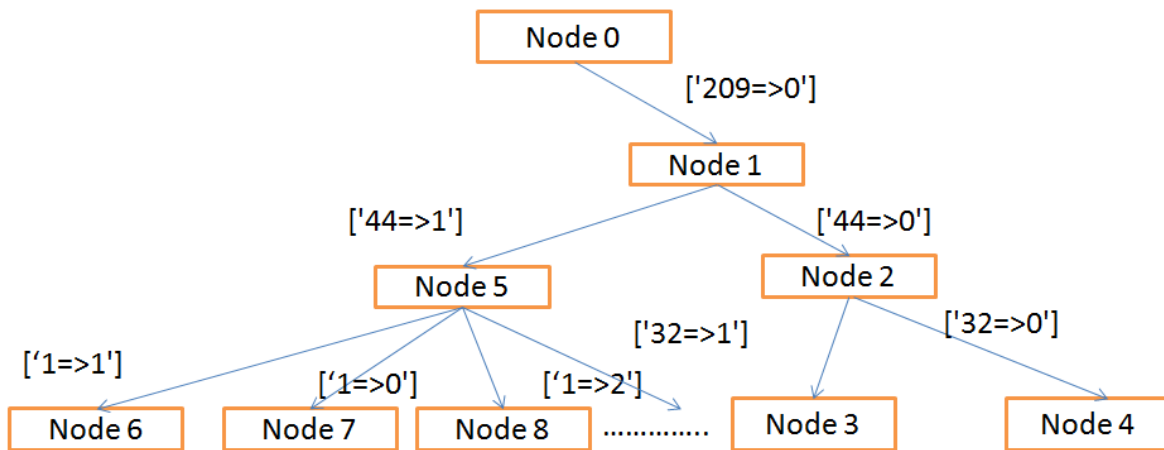 Node 0
['209=>0']
Node 1
['44=>1']
['44=>0']
Node 5
Node 2
['32=>1']
['32=>0']
[‘1=>1']
[‘1=>0']
[‘1=>2']
Node 6
Node 7
Node 8
…………..
Node 3
Node 4